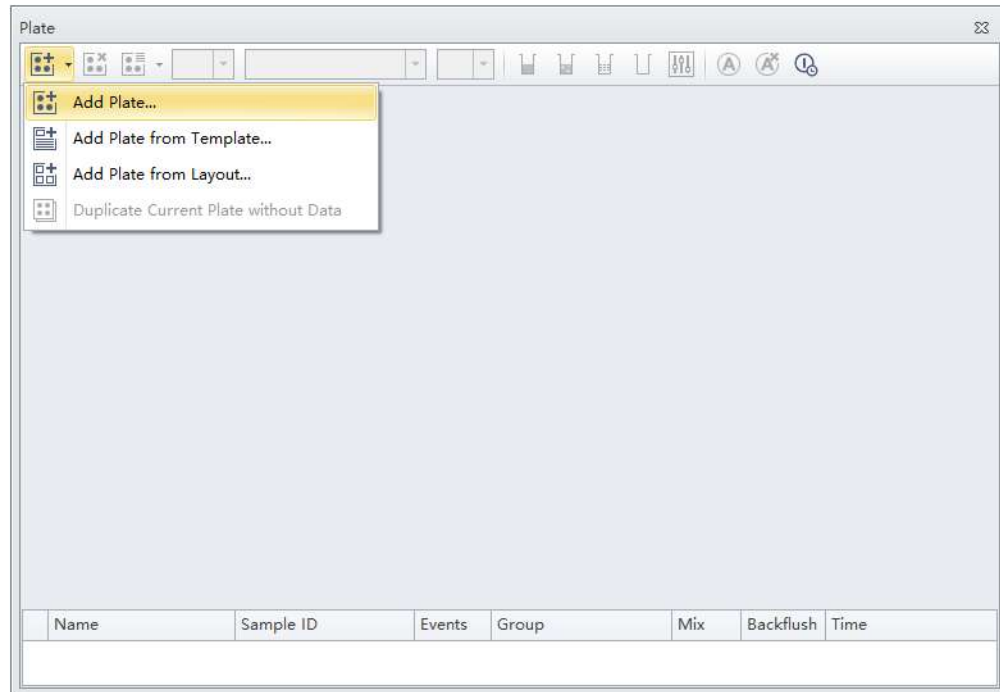 Plate
Add Plate...
Add Plate from Template...
Add Plate from Layout...
Duplicate Current Plate without Data
Name Sample ID Events Group Mix Backflush Time